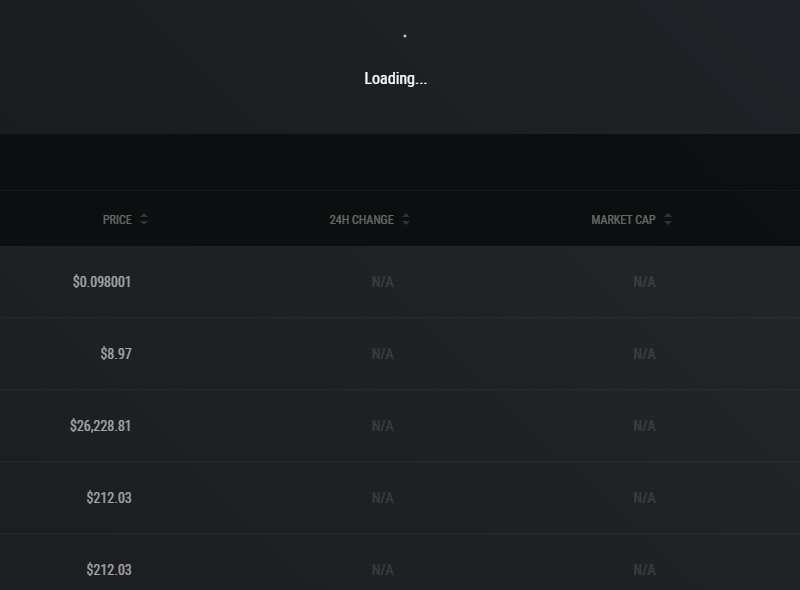 Loading...
PRICE 24H CHANGE MARKET CAP
$0.098001 N/A N/A
$8.97 N/A N/A
$26,228.81 N/A N/A
$212.03 N/A N/A
$212.03 N/A N/A